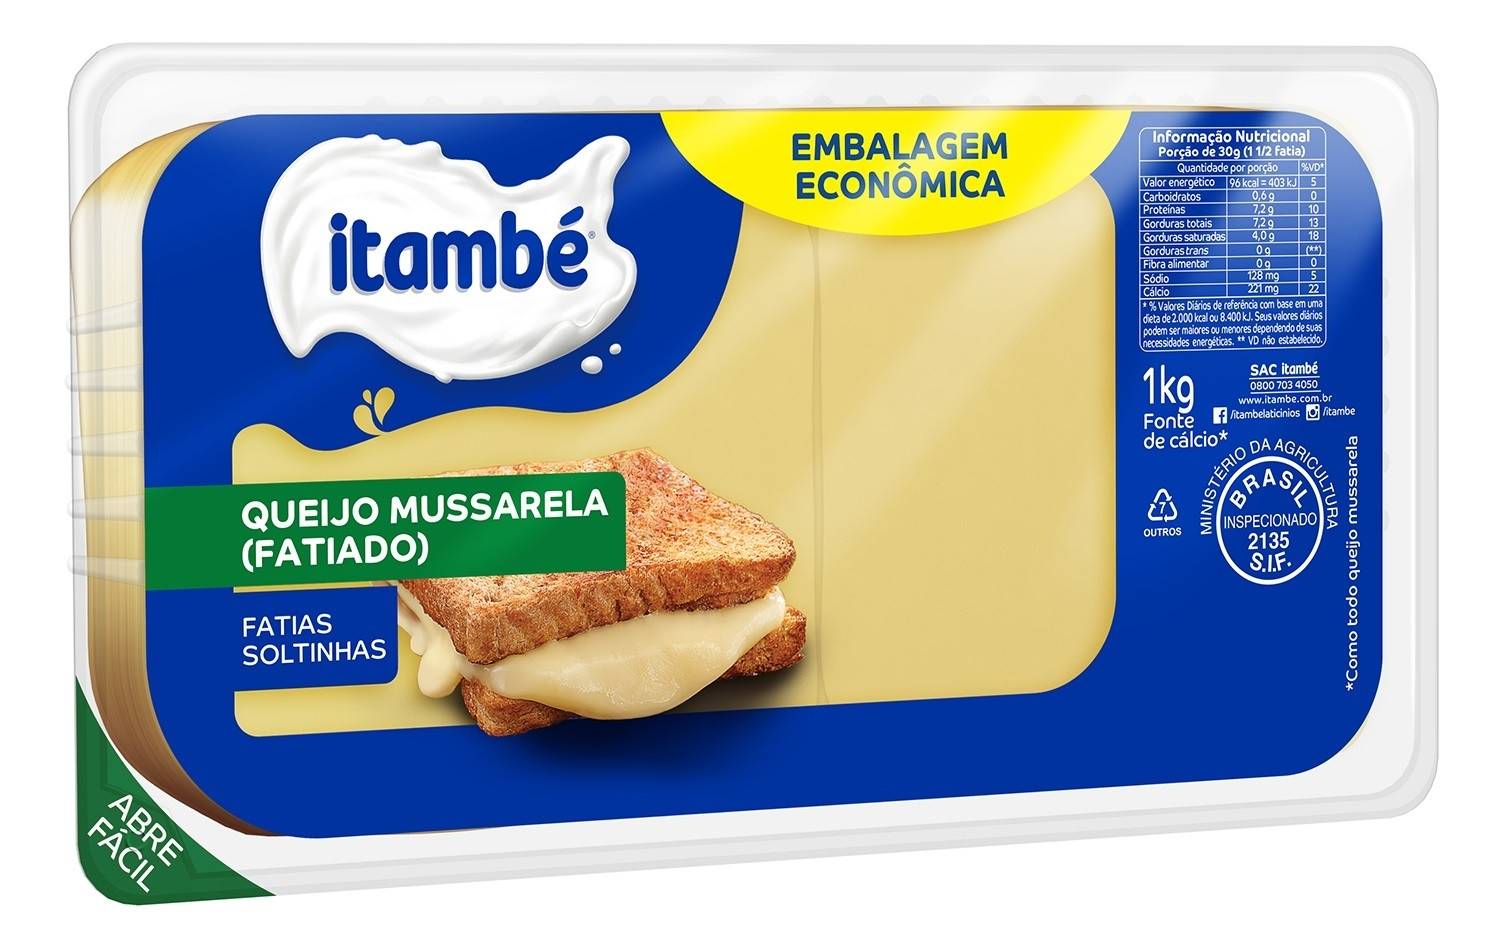 itambé®
EMBALAGEM
ECONÔMICA
QUEIJO MUSSARELA
(FATIADO)
FATIAS
SOLTINHAS
ABRE
FÁCIL
Informação Nutricional
Porção de 30g (1 1/2 fatia)
Quantidade por porção %VD*
Valor energético 96 kcal = 403 kJ 5
Carboidratos 0,6 g 0
Proteínas 7,2 g 10
Gorduras totais 7,2 g 13
Gorduras saturadas 4,0 g 18
Gorduras trans 0 g (**)
Fibra alimentar 0 g 0
Sódio 128 mg 5
Cálcio 221 mg 22
* % Valores Diários de referência com base em uma
dieta de 2.000 kcal ou 8.400 kJ. Seus valores diários
podem ser maiores ou menores dependendo de suas
necessidades energéticas. ** VD não estabelecido.
1kg
Fonte
de cálcio*
SAC itambé
0800 703 4050
www.itambe.com.br
/itambelaticinios /itambe
7
OUTROS
MINISTÉRIO DA AGRICULTURA
BRASIL
INSPECIONADO
2135
S.I.F.
*Como todo queijo mussarela